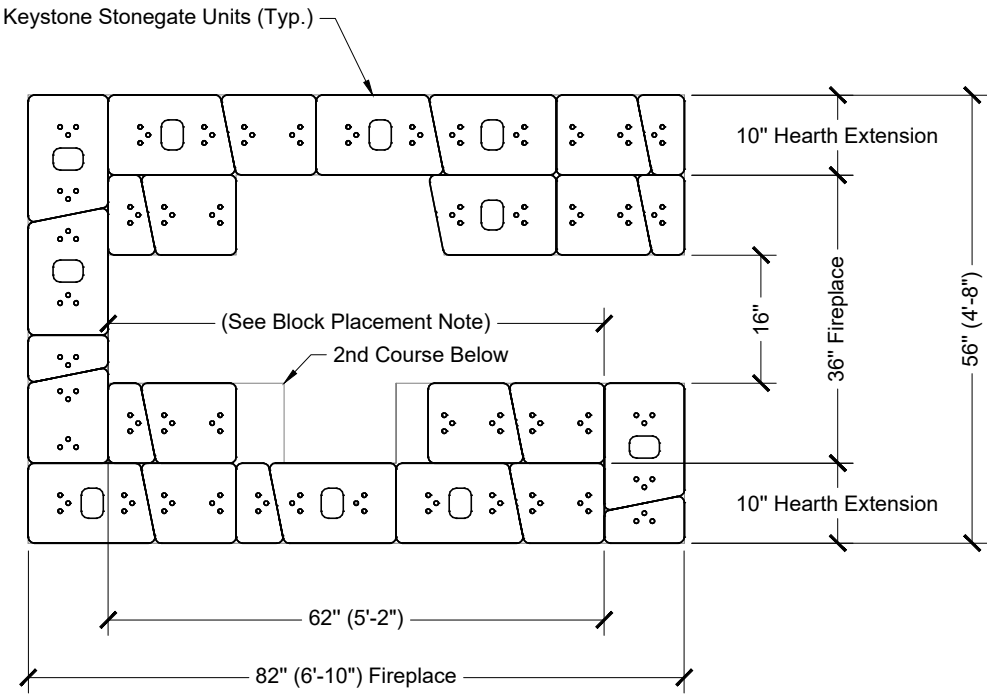 Keystone Stonegate Units (Typ.)
10" Hearth Extension
(See Block Placement Note)
2nd Course Below
16"
36" Fireplace
56" (4'-8")
10" Hearth Extension
62" (5'-2")
82" (6'-10") Fireplace